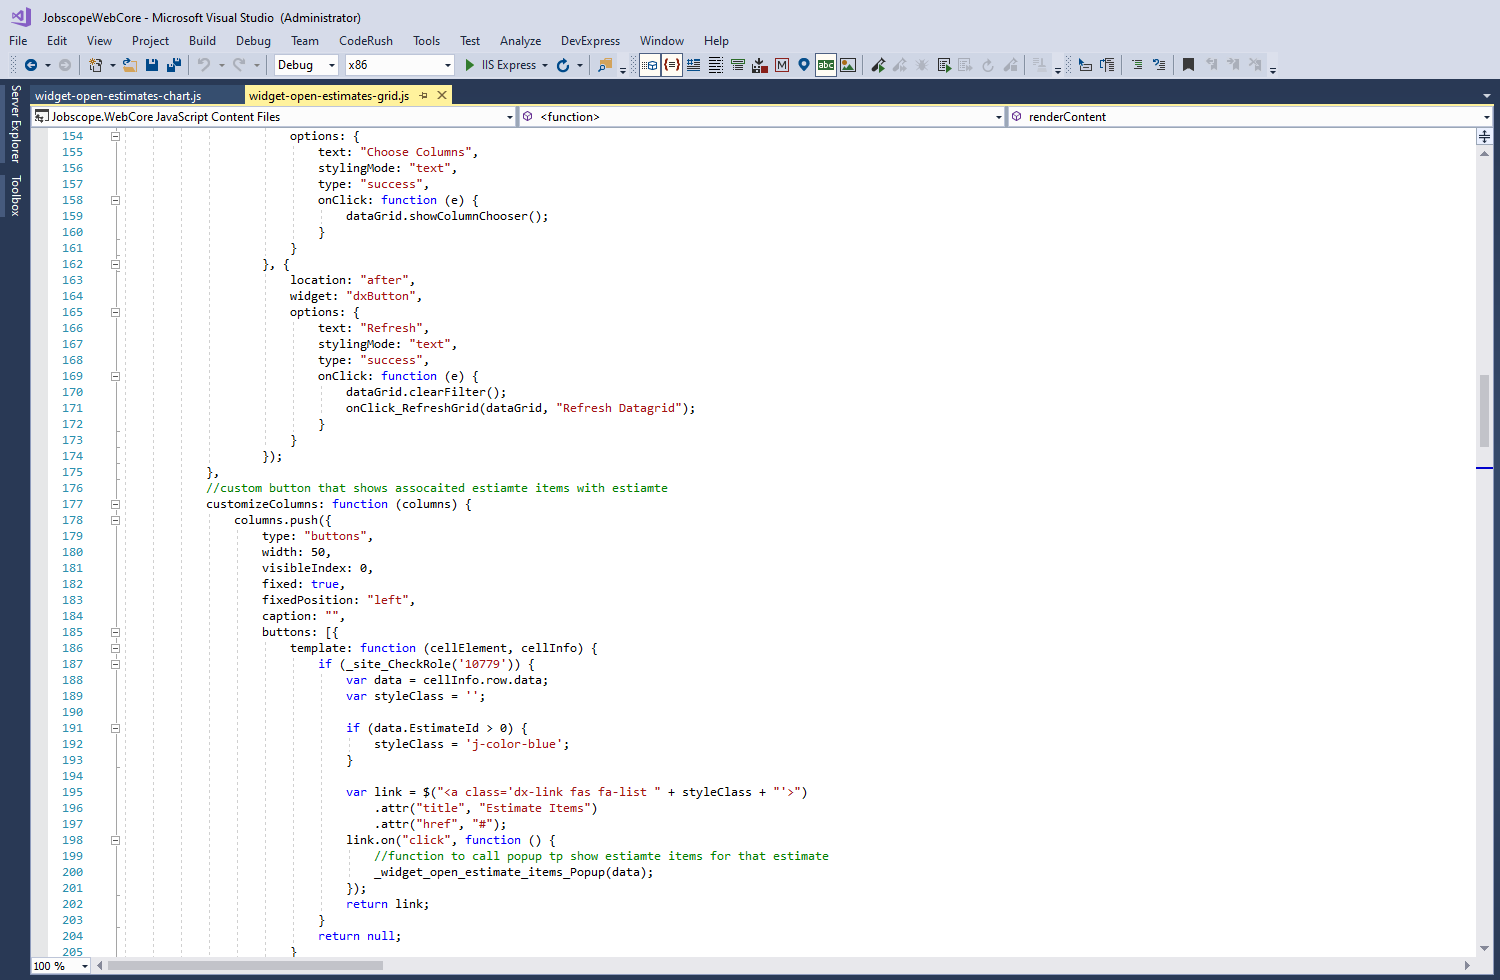 JobscopeWebCore - Microsoft Visual Studio  (Administrator)
File Edit View Project Build Debug Team CodeRush Tools Test Analyze DevExpress Window Help
Debug x86 IIS Express M abc
Server Explorer
Toolbox
widget-open-estimates-chart.js widget-open-estimates-grid.js
Jobscope.WebCore JavaScript Content Files <function> renderContent
154 options: {
155 text: "Choose Columns",
156 stylingMode: "text",
157 type: "success",
158 onClick: function (e) {
159 dataGrid.showColumnChooser();
160 }
161 }
162 }, {
163 location: "after",
164 widget: "dxButton",
165 options: {
166 text: "Refresh",
167 stylingMode: "text",
168 type: "success",
169 onClick: function (e) {
170 dataGrid.clearFilter();
171 onClick_RefreshGrid(dataGrid, "Refresh Datagrid");
172 }
173 }
174 });
175 },
176 //custom button that shows assocaited estiamte items with estiamte
177 customizeColumns: function (columns) {
178 columns.push({
179 type: "buttons",
180 width: 50,
181 visibleIndex: 0,
182 fixed: true,
183 fixedPosition: "left",
184 caption: "",
185 buttons: [{
186 template: function (cellElement, cellInfo) {
187 if (_site_CheckRole('10779')) {
188 var data = cellInfo.row.data;
189 var styleClass = '';
190
191 if (data.EstimateId > 0) {
192 styleClass = 'j-color-blue';
193 }
194
195 var link = $("<a class='dx-link fas fa-list " + styleClass + "'>")
196 .attr("title", "Estimate Items")
197 .attr("href", "#");
198 link.on("click", function () {
199 //function to call popup tp show estiamte items for that estimate
200 _widget_open_estimate_items_Popup(data);
201 });
202 return link;
203 }
204 return null;
205 }
100 %